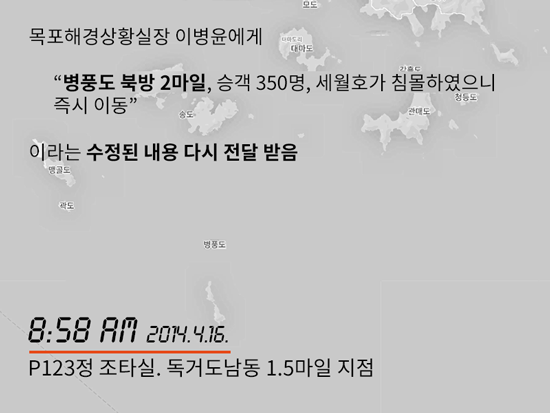 모도
목포해경상황실장 이병윤에게
대마도
“병풍도 북방 2마일, 승객 350명, 세월호가 침몰하였으니
즉시 이동”
청등도
관매도
송도
이라는 수정된 내용 다시 전달 받음
맹골도
곽도
병풍도
8:58 AM 2014.4.16.
P123정 조타실. 독거도남동 1.5마일 지점